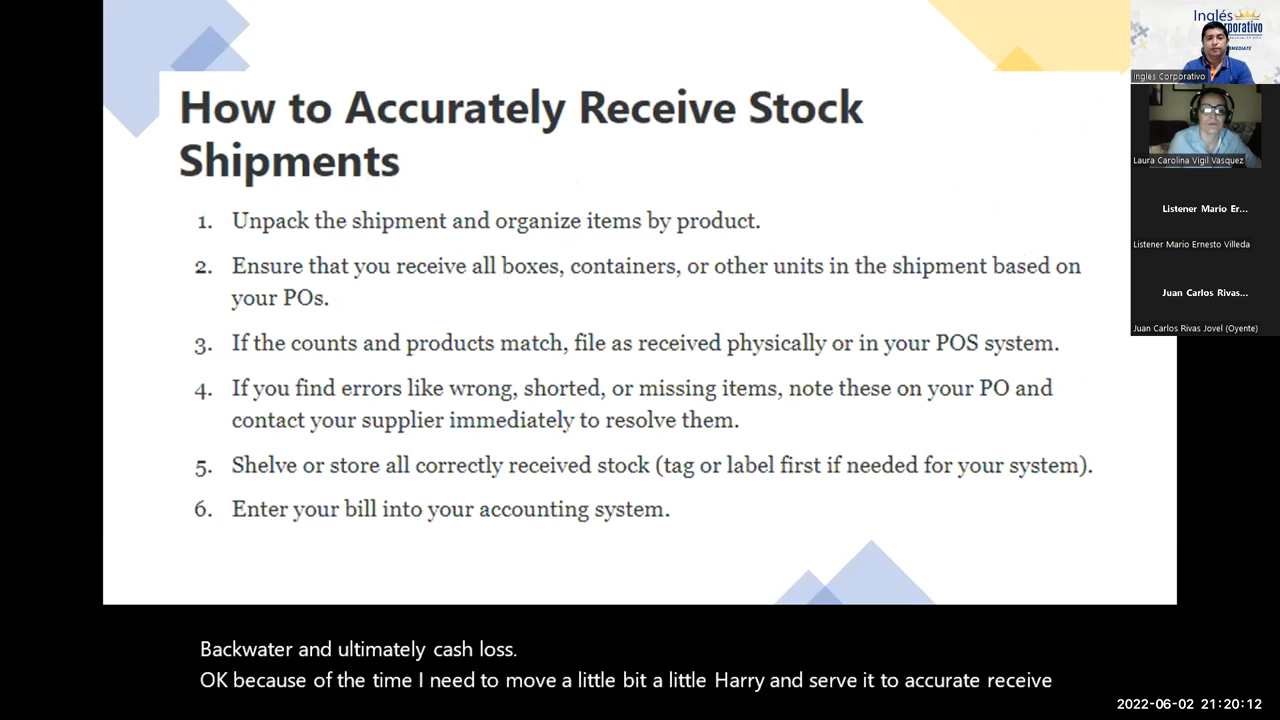 How to Accurately Receive Stock
Shipments
1. Unpack the shipment and organize items by product.
2. Ensure that you receive all boxes, containers, or other units in the shipment based on
your POs.
3. If the counts and products match, file as received physically or in your POS system.
4. If you find errors like wrong, shorted, or missing items, note these on your PO and
contact your supplier immediately to resolve them.
5. Shelve or store all correctly received stock (tag or label first if needed for your system).
6. Enter your bill into your accounting system.
Inglés
Ingles Corporativo
Laura Carolina Vigil Vasquez
Listener Mario Er...
Listener Mario Ernesto Villeda
Juan Carlos Rivas...
Juan Carlos Rivas Jovel (Oyente)
Backwater and ultimately cash loss.
OK because of the time I need to move a little bit a little Harry and serve it to accurate receive
2022-06-02 21:20:12